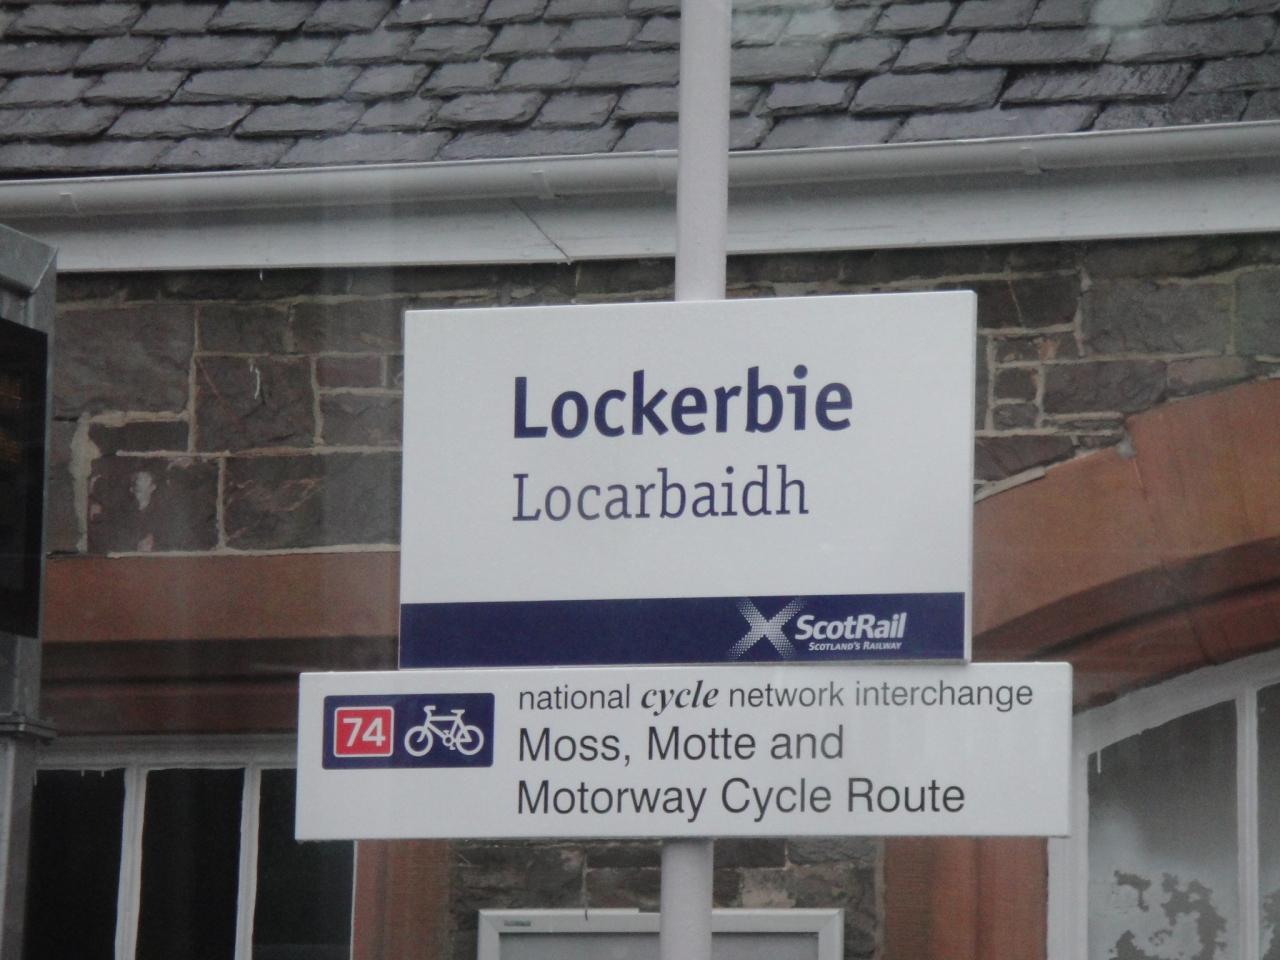 Lockerbie
Locarbaidh
ScotRail
SCOTLAND'S RAILWAY
74
national cycle network interchange
Moss, Motte and
Motorway Cycle Route